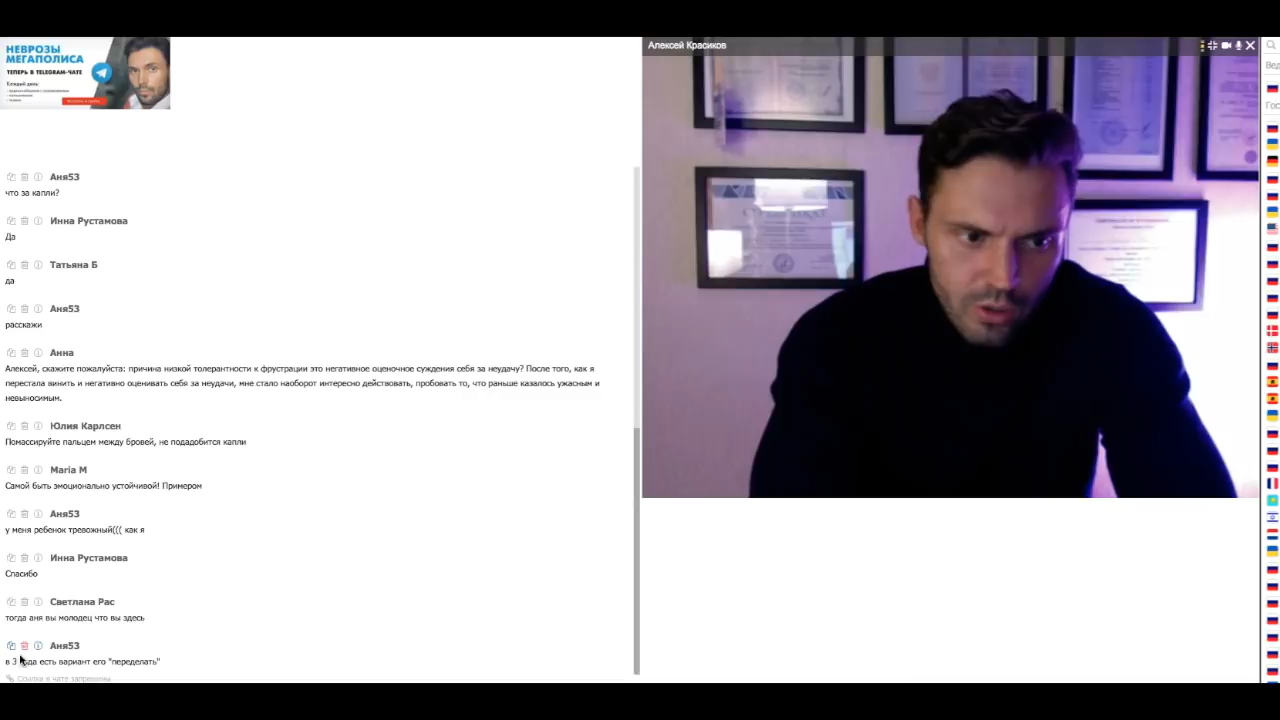 НЕВРОЗЫ
МЕГАПОЛИСА
ТЕПЕРЬ В TELEGRAM-ЧАТЕ
Каждый день:
Алексей Красиков
Вед
Гос
Аня53
что за капли?
Инна Рустамова
Да
Татьяна Б
да
Аня53
расскажи
Анна
Алексей, скажите пожалуйста: причина низкой толерантности к фрустрации это негативное оценочное суждения себя за неудачу? После того, как я
перестала винить и негативно оценивать себя за неудачи, мне стало наоборот интересно действовать, пробовать то, что раньше казалось ужасным и
невыносимым.
Юлия Карлсен
Помассируйте пальцем между бровей, не подадобится капли
Maria M
Самой быть эмоционально устойчивой! Примером
Аня53
у меня ребенок тревожный((( как я
Инна Рустамова
Спасибо
Светлана Рас
тогда аня вы молодец что вы здесь
Аня53
в 3 года есть вариант его "переделать"
Ссылки в чате запрещены